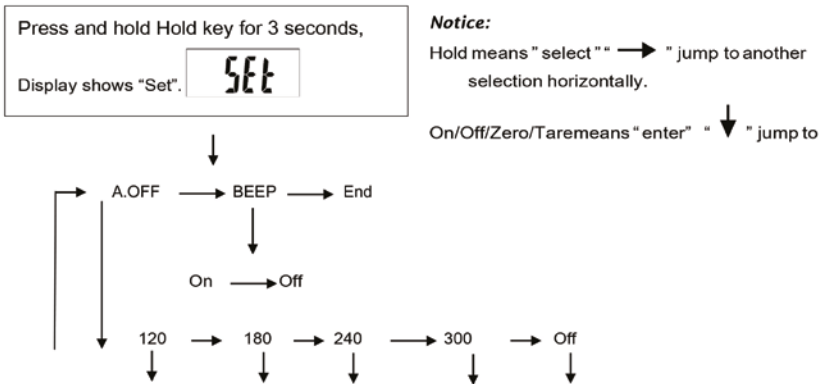 Press and hold Hold key for 3 seconds,
Display shows “Set”. SEt
Notice:
Hold means ” select ” “ → ” jump to another
selection horizontally.
On/Off/Zero/Taremeans “ enter” “ ↓ ” jump to
A.OFF → BEEP → End
On → Off
120 → 180 → 240 → 300 → Off